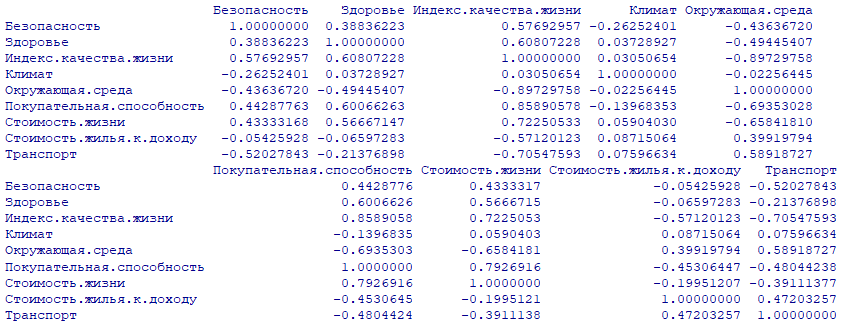 Безопасность Здоровье Индекс.качества.жизни Климат Окружающая.среда
Безопасность 1.00000000 0.38836223 0.57692957 -0.26252401 -0.43636720
Здоровье 0.38836223 1.00000000 0.60807228 0.03728927 -0.49445407
Индекс.качества.жизни 0.57692957 0.60807228 1.00000000 0.03050654 -0.89729758
Климат -0.26252401 0.03728927 0.03050654 1.00000000 -0.02256445
Окружающая.среда -0.43636720 -0.49445407 -0.89729758 -0.02256445 1.00000000
Покупательная.способность 0.44287763 0.60066263 0.85890578 -0.13968353 -0.69353028
Стоимость.жизни 0.43333168 0.56667147 0.72250533 0.05904030 -0.65841810
Стоимость.жилья.к.доходу -0.05425928 -0.06597283 -0.57120123 0.08715064 0.39919794
Транспорт -0.52027843 -0.21376898 -0.70547593 0.07596634 0.58918727
Покупательная.способность Стоимость.жизни Стоимость.жилья.к.доходу Транспорт
Безопасность 0.4428776 0.4333317 -0.05425928 -0.52027843
Здоровье 0.6006626 0.5666715 -0.06597283 -0.21376898
Индекс.качества.жизни 0.8589058 0.7225053 -0.57120123 -0.70547593
Климат -0.1396835 0.0590403 0.08715064 0.07596634
Окружающая.среда -0.6935303 -0.6584181 0.39919794 0.58918727
Покупательная.способность 1.0000000 0.7926916 -0.45306447 -0.48044238
Стоимость.жизни 0.7926916 1.0000000 -0.19951207 -0.39111377
Стоимость.жилья.к.доходу -0.4530645 -0.1995121 1.00000000 0.47203257
Транспорт -0.4804424 -0.3911138 0.47203257 1.00000000